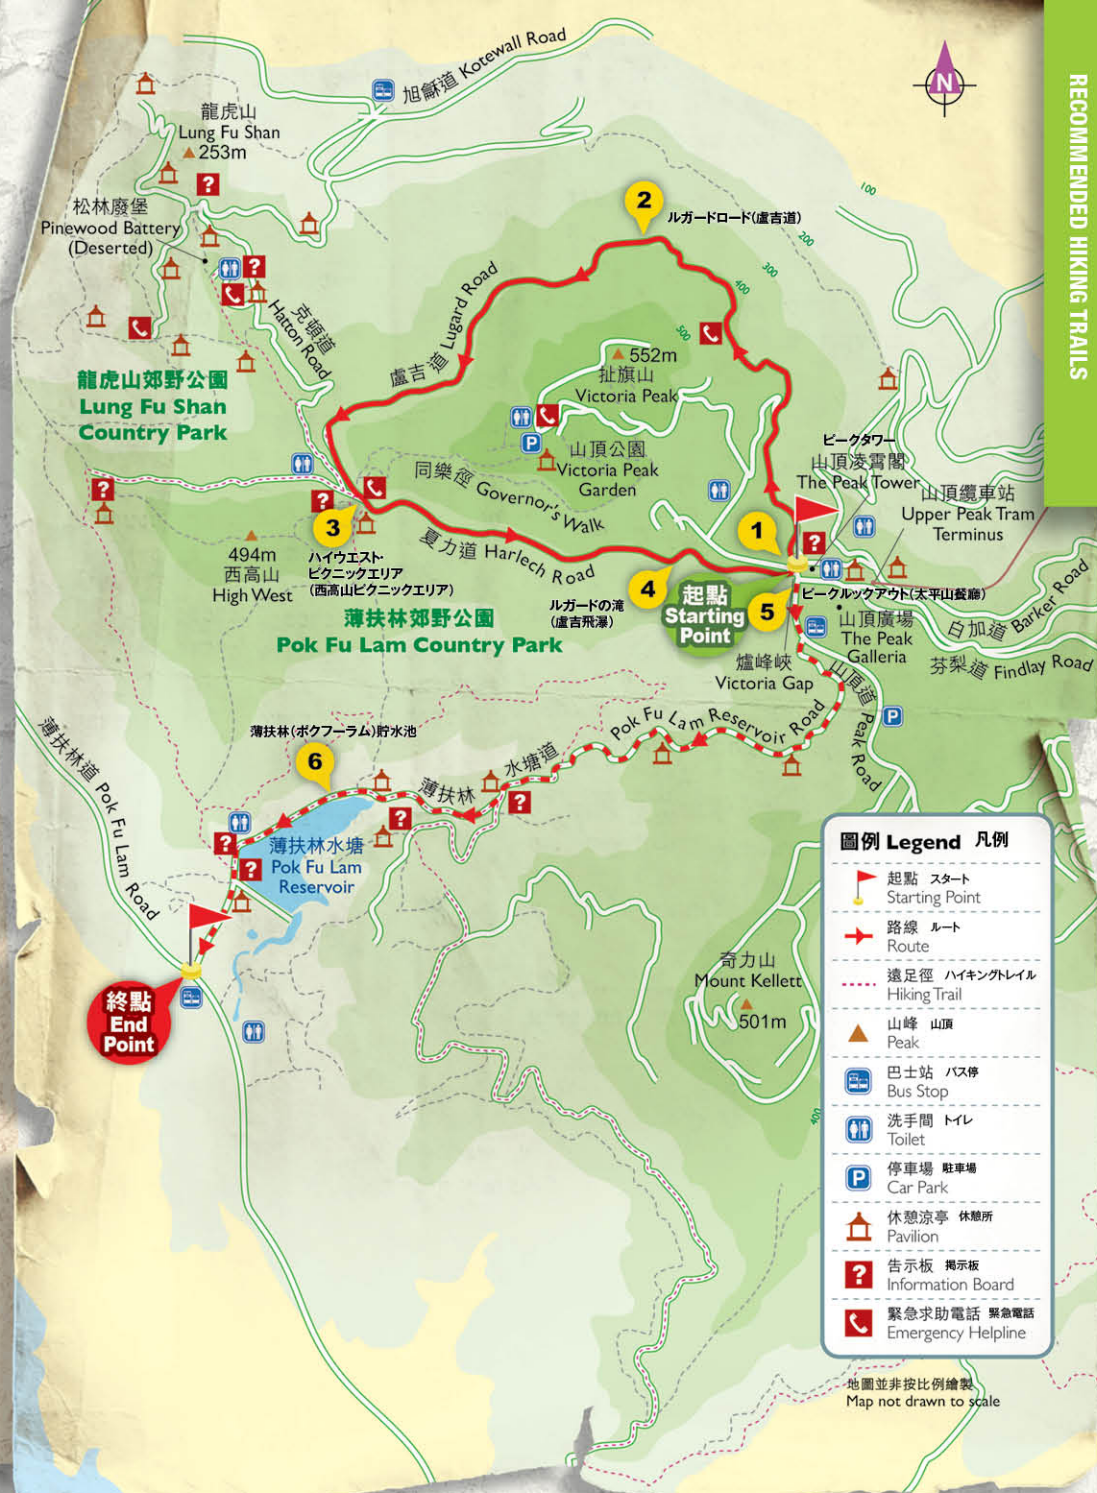 RECOMMENDED HIKING TRAILS
N
旭龢道 Kotewall Road
龍虎山
Lung Fu Shan
253m
松林廢堡
Pinewood Battery
(Deserted)
克頓道
Hatton Road
龍虎山郊野公園
Lung Fu Shan
Country Park
2
ルガードロード(盧吉道)
100
200
300
400
500
盧吉道 Lugard Road
552m
扯旗山
Victoria Peak
山頂公園
Victoria Peak
Garden
同樂徑 Governor's Walk
夏力道 Harlech Road
ピークタワー
山頂凌霄閣
The Peak Tower
山頂纜車站
Upper Peak Tram
Terminus
1
3
ハイウエスト・
ピクニックエリア
(西高山ピクニックエリア)
494m
西高山
High West
4
ルガードの滝
(盧吉飛瀑)
起點
Starting
Point
5
ピークルックアウト(太平山餐廳)
山頂廣場
The Peak
Galleria
白加道 Barker Road
芬梨道 Findlay Road
薄扶林郊野公園
Pok Fu Lam Country Park
爐峰峽
Victoria Gap
山頂道 Peak Road
薄扶林道 Pok Fu Lam Road
薄扶林(ポクフーラム)貯水池
6
薄扶林水塘道 Pok Fu Lam Reservoir Road
薄扶林水塘
Pok Fu Lam
Reservoir
終點
End
Point
奇力山
Mount Kellett
501m
400
圖例 Legend 凡例
起點 スタート
Starting Point
路線 ルート
Route
遠足徑 ハイキングトレイル
Hiking Trail
山峰 山頂
Peak
巴士站 バス停
Bus Stop
洗手間 トイレ
Toilet
P
停車場 駐車場
Car Park
休憩涼亭 休憩所
Pavilion
?
告示板 掲示板
Information Board
緊急求助電話 緊急電話
Emergency Helpline
地圖並非按比例繪製
Map not drawn to scale